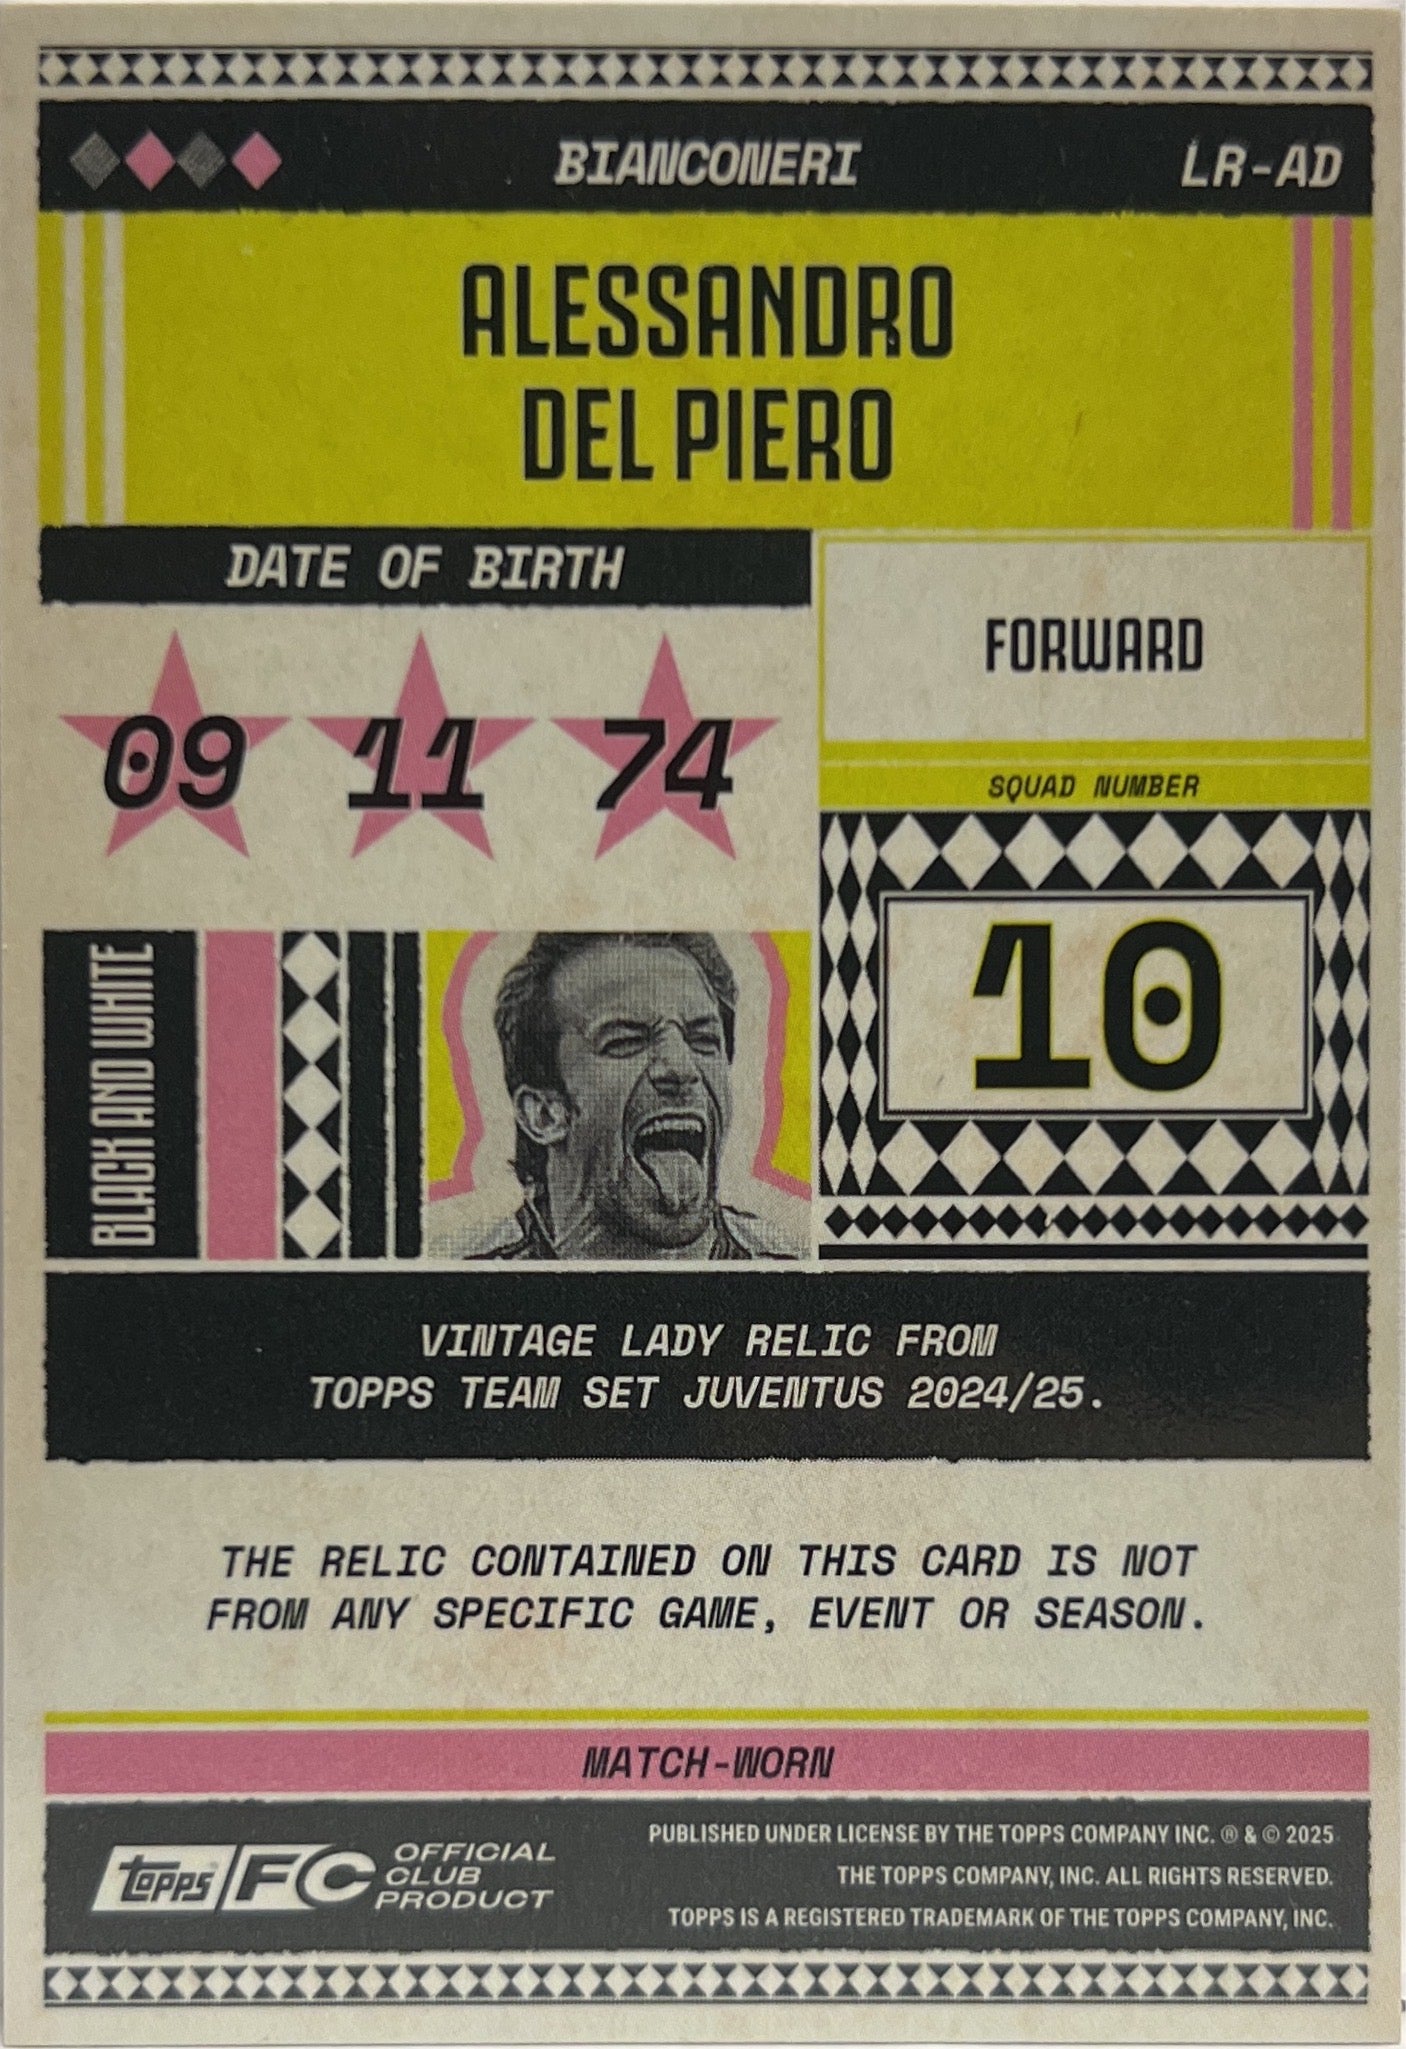 BIANCONERI
LR-AD
ALESSANDRO
DEL PIERO
DATE OF BIRTH
09 11 74
FORWARD
SQUAD NUMBER
10
BLACK AND WHITE
VINTAGE LADY RELIC FROM
TOPPS TEAM SET JUVENTUS 2024/25.
THE RELIC CONTAINED ON THIS CARD IS NOT
FROM ANY SPECIFIC GAME, EVENT OR SEASON.
MATCH-WORN
TOPPS FC
OFFICIAL
CLUB
PRODUCT
PUBLISHED UNDER LICENSE BY THE TOPPS COMPANY INC. ® & © 2025
THE TOPPS COMPANY, INC. ALL RIGHTS RESERVED.
TOPPS IS A REGISTERED TRADEMARK OF THE TOPPS COMPANY, INC.